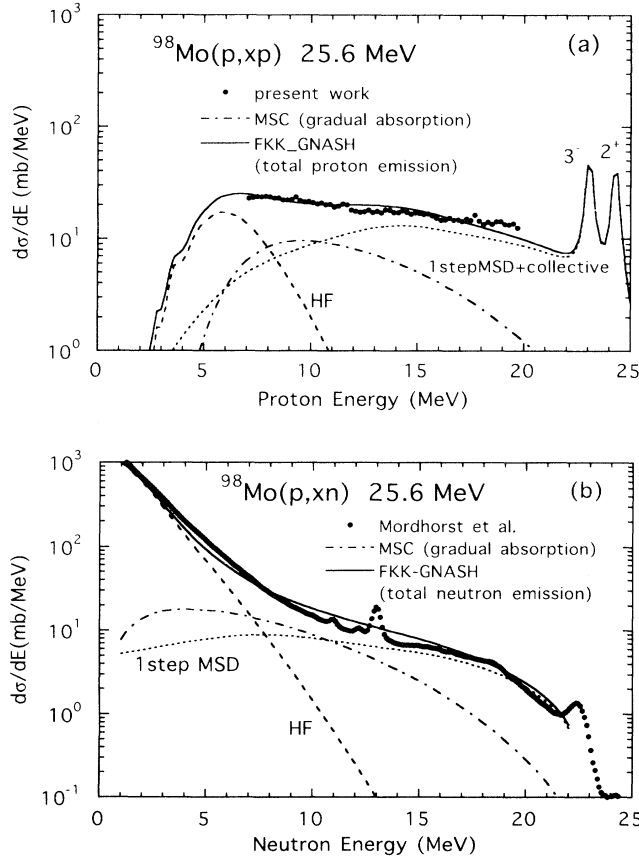 10³
⁹⁸Mo(p,xp) 25.6 MeV
(a)
present work
MSC (gradual absorption)
FKK_GNASH
(total proton emission)
3⁻
2⁺
10²
10¹
10⁰
dσ/dE (mb/MeV)
1stepMSD+collective
HF
0
5
10
15
20
25
Proton Energy (MeV)
10³
⁹⁸Mo(p,xn) 25.6 MeV
(b)
Mordhorst et al.
MSC (gradual absorption)
FKK-GNASH
(total neutron emission)
10²
10¹
10⁰
10⁻¹
dσ/dE(mb/MeV)
1step MSD
HF
0
5
10
15
20
25
Neutron Energy (MeV)